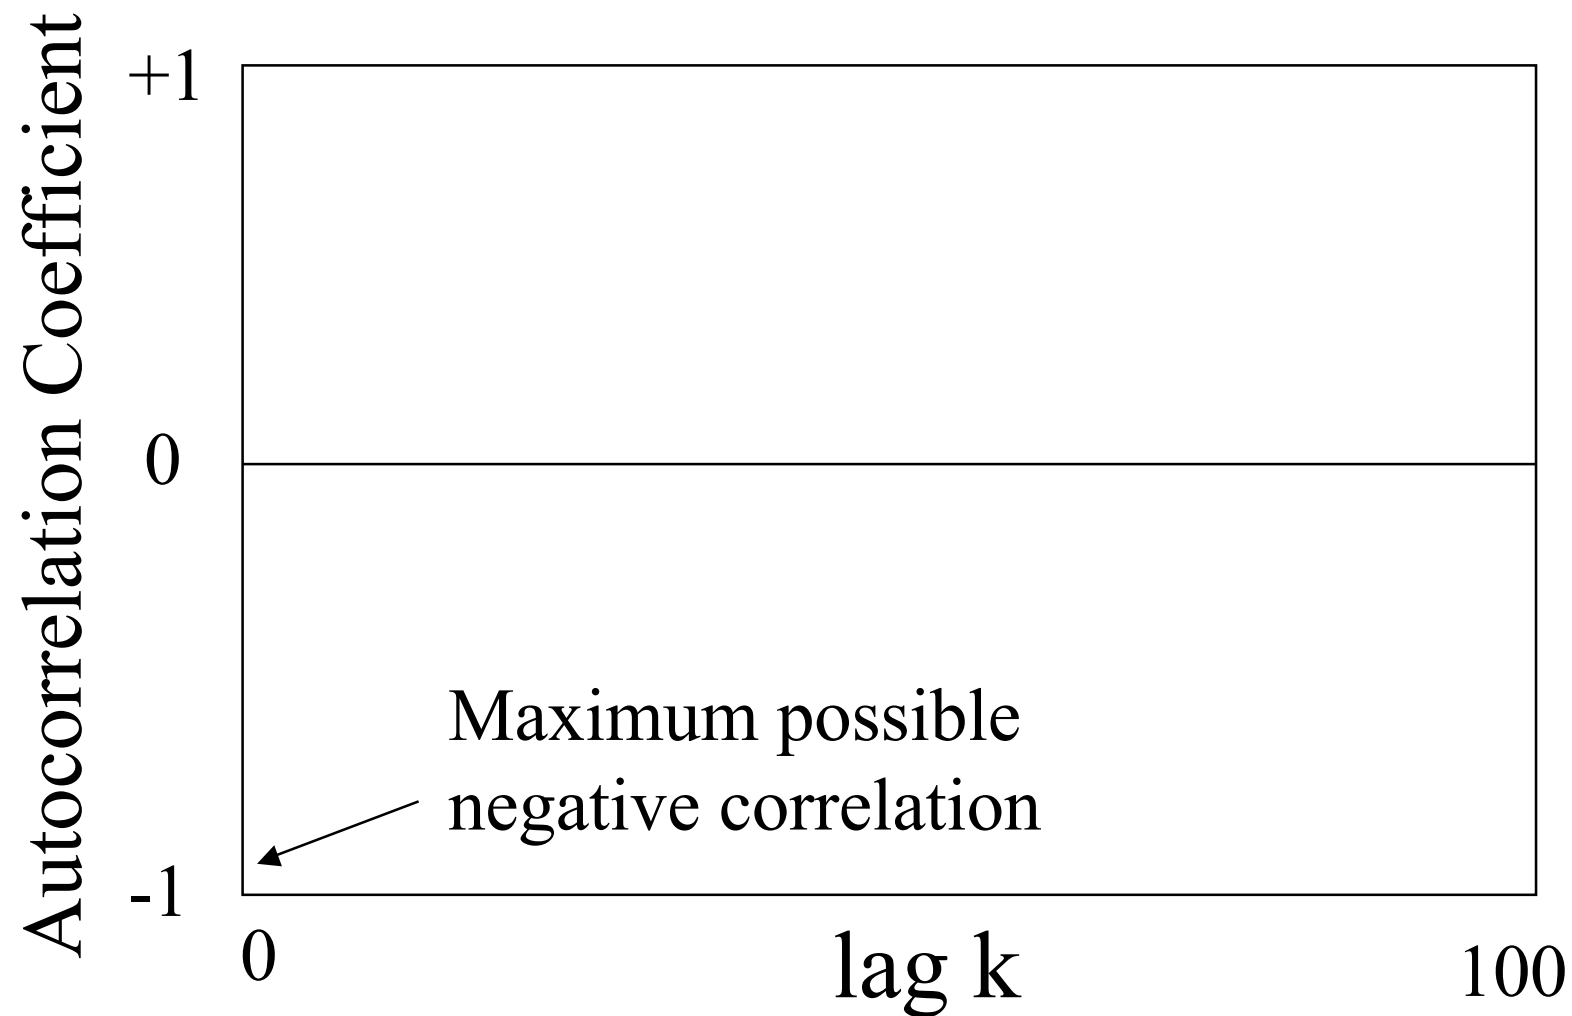 Autocorrelation Coefficient
+1
0
Maximum possible
negative correlation
-1
0
lag k
100